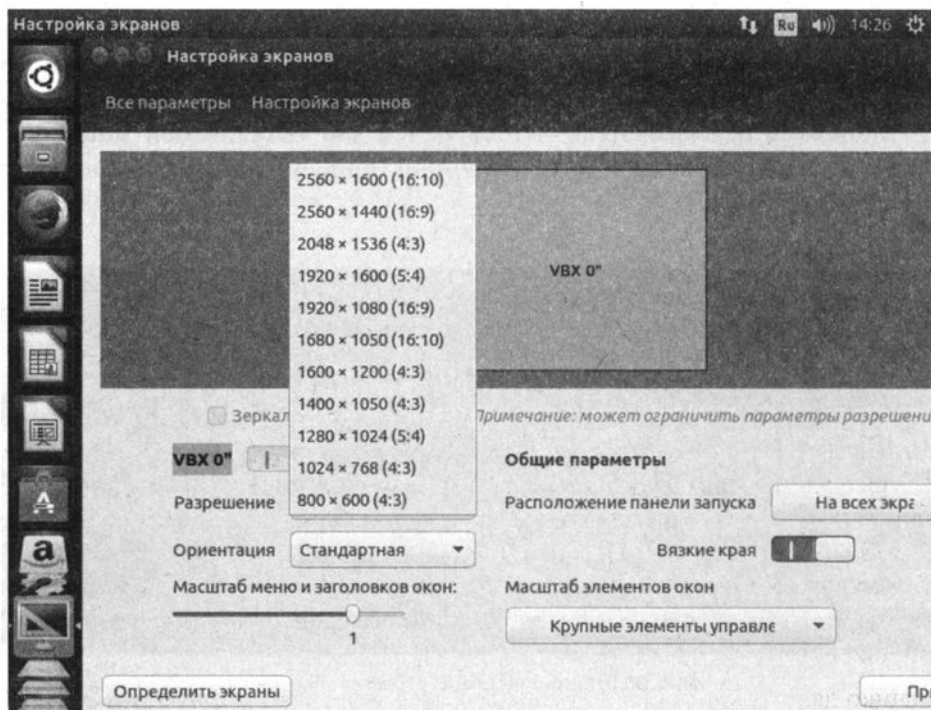 Настройка экранов
Ru 14:26
Настройка экранов
Все параметры Настройка экранов
2560 × 1600 (16:10)
2560 × 1440 (16:9)
2048 × 1536 (4:3)
1920 × 1600 (5:4)
1920 × 1080 (16:9)
1680 × 1050 (16:10)
1600 × 1200 (4:3)
1400 × 1050 (4:3)
1280 × 1024 (5:4)
1024 × 768 (4:3)
800 × 600 (4:3)
VBX 0"
Зеркал
Примечание: может ограничить параметры разрешени
VBX 0"
Общие параметры
Разрешение
Расположение панели запуска На всех экра
Ориентация Стандартная
Вязкие края
Масштаб меню и заголовков окон:
Масштаб элементов окон
1
Крупные элементы управле
Определить экраны
При